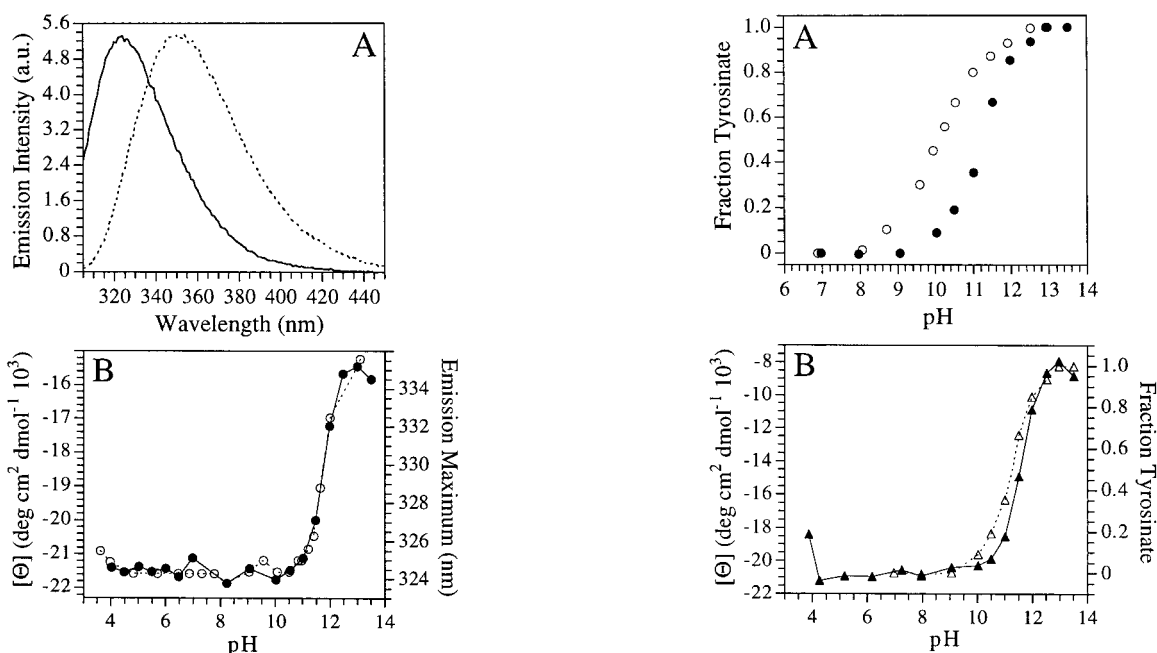 A
Emission Intensity (a.u.)
5.6
4.8
4.0
3.2
2.4
1.6
0.8
0
320 340 360 380 400 420 440
Wavelength (nm)
A
Fraction Tyrosinate
1.0
0.8
0.6
0.4
0.2
0
6 7 8 9 10 11 12 13 14
pH
B
[Θ] (deg cm² dmol⁻¹ 10³)
-16
-17
-18
-19
-20
-21
-22
Emission Maximum (nm)
334
333
330
327
325
324
4 6 8 10 12 14
pH
B
[Θ] (deg cm² dmol⁻¹ 10³)
-8
-10
-12
-14
-16
-18
-20
-22
Fraction Tyrosinate
1.0
0.8
0.6
0.4
0.2
0
4 6 8 10 12 14
pH